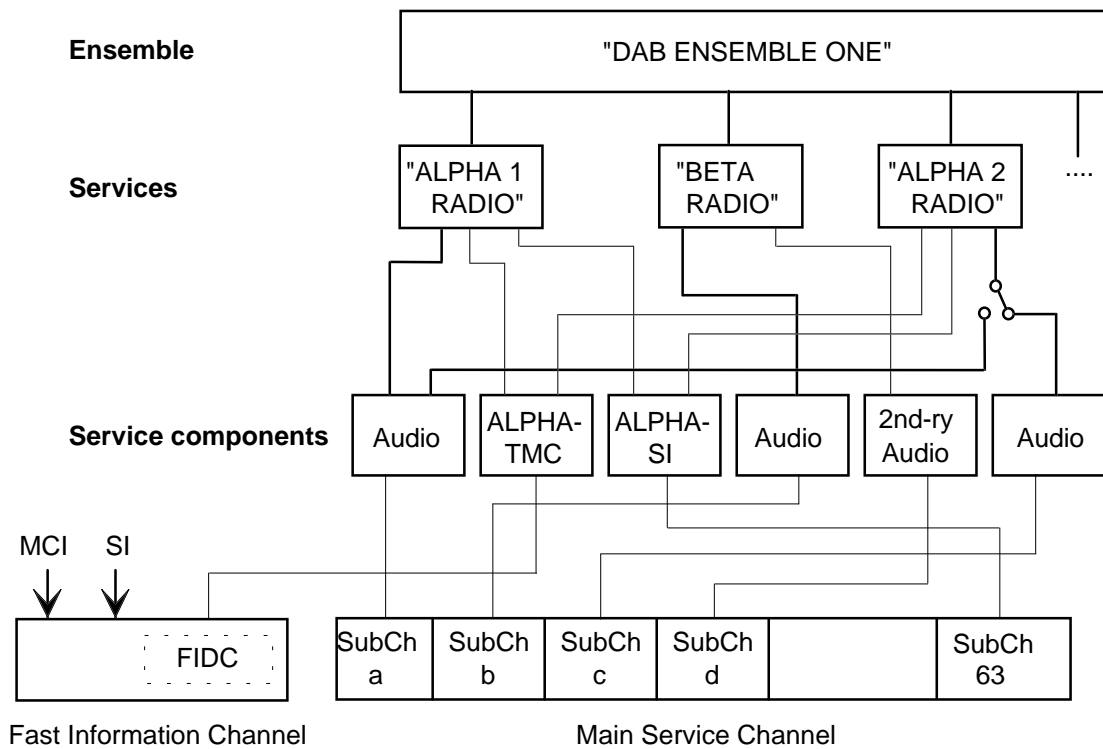 Ensemble
"DAB ENSEMBLE ONE"
Services
"ALPHA 1
RADIO"
"BETA
RADIO"
"ALPHA 2
RADIO"
....
Service components
Audio
ALPHA-
TMC
ALPHA-
SI
Audio
2nd-ry
Audio
Audio
MCI
SI
FIDC
SubCh
a
SubCh
b
SubCh
c
SubCh
d
SubCh
63
Fast Information Channel
Main Service Channel